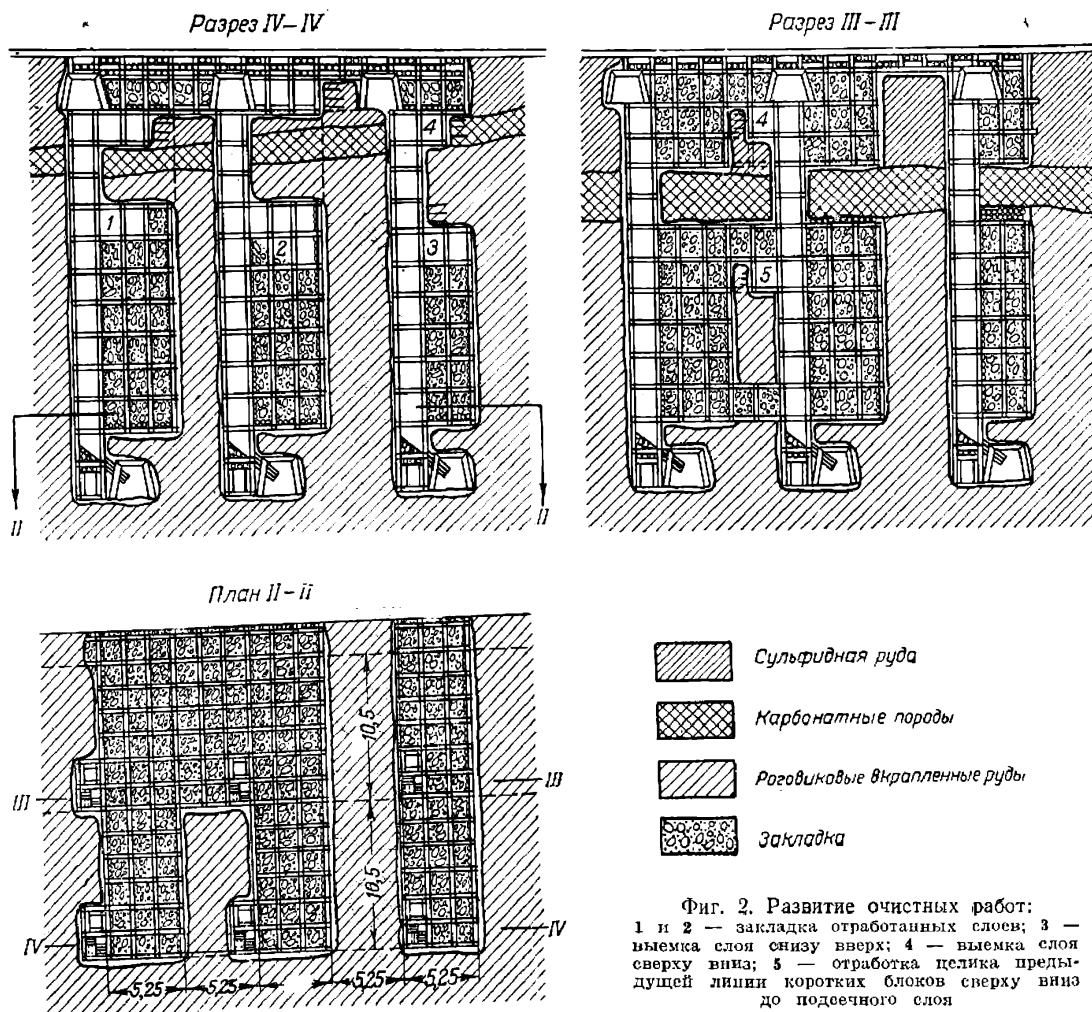 Разрез IV–IV
Разрез III–III
4
1
2
3
II
II
4
5
План II–II
10,5
10,5
III
III
IV
IV
5,25
5,25
5,25
5,25
Сульфидная руда
Карбонатные породы
Роговиковые вкрапленные руды
Закладка
Фиг. 2. Развитие очистных работ:
1 и 2 — закладка отработанных слоев; 3 —
выемка слоя снизу вверх; 4 — выемка слоя
сверху вниз; 5 — отработка целика преды-
дущей линии коротких блоков сверху вниз
до подсечного слоя